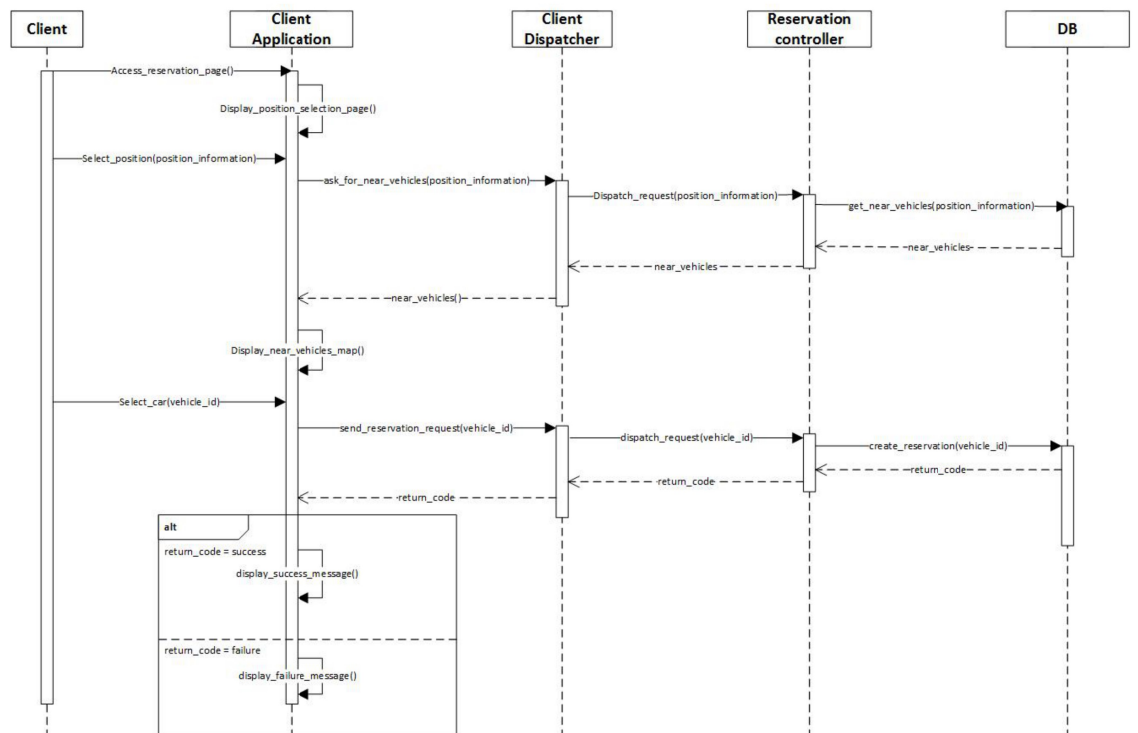 Client
Client
Application
Client
Dispatcher
Reservation
controller
DB
Access_reservation_page()
Display_position_selection_page()
Select_position(position_information)
ask_for_near_vehicles(position_information)
Dispatch_request(position_information)
get_near_vehicles(position_information)
near_vehicles
near_vehicles
near_vehicles()
Display_near_vehicles_map()
Select_car(vehicle_id)
send_reservation_request(vehicle_id)
dispatch_request(vehicle_id)
create_reservation(vehicle_id)
return_code
return_code
return_code
alt
return_code = success
display_success_message()
return_code = failure
display_failure_message()